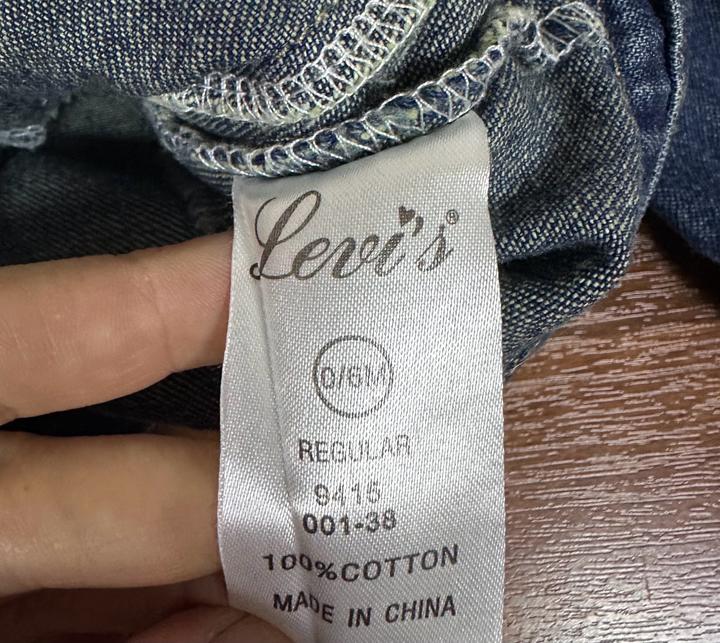 Levi's®
0/6M
REGULAR
9415
001-38
100%COTTON
MADE IN CHINA